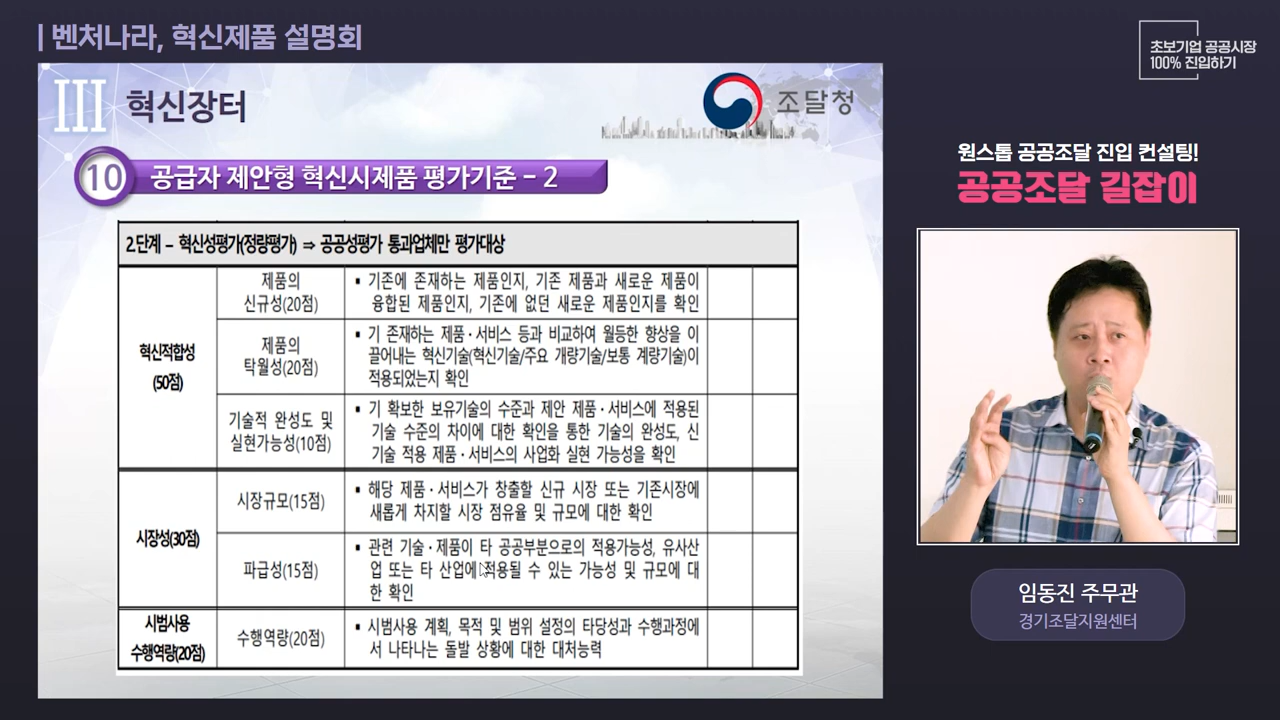 | 벤처나라, 혁신제품 설명회
초보기업 공공시장
100% 진입하기
III 혁신장터
조달청
10 공급자 제안형 혁신시제품 평가기준 – 2
2단계 – 혁신성평가(정량평가) ⇒ 공공성평가 통과업체만 평가대상
혁신적합성
(50점)
제품의
신규성(20점)
▪ 기존에 존재하는 제품인지, 기존 제품과 새로운 제품이
융합된 제품인지, 기존에 없던 새로운 제품인지를 확인
제품의
탁월성(20점)
▪ 기 존재하는 제품·서비스 등과 비교하여 월등한 향상을 이
끌어내는 혁신기술(혁신기술/주요 개량기술/보통 계량기술)이
적용되었는지 확인
기술적 완성도 및
실현가능성(10점)
▪ 기 확보한 보유기술의 수준과 제안 제품·서비스에 적용된
기술 수준의 차이에 대한 확인을 통한 기술의 완성도, 신
기술 적용 제품·서비스의 사업화 실현 가능성을 확인
시장성(30점)
시장규모(15점)
▪ 해당 제품·서비스가 창출할 신규 시장 또는 기존시장에
새롭게 차지할 시장 점유율 및 규모에 대한 확인
파급성(15점)
▪ 관련 기술·제품이 타 공공부분으로의 적용가능성, 유사산
업 또는 타 산업에 적용될 수 있는 가능성 및 규모에 대
한 확인
시범사용
수행역량(20점)
수행역량(20점)
▪ 시범사용 계획, 목적 및 범위 설정의 타당성과 수행과정에
서 나타나는 돌발 상황에 대한 대처능력
원스톱 공공조달 진입 컨설팅!
공공조달 길잡이
임동진 주무관
경기조달지원센터